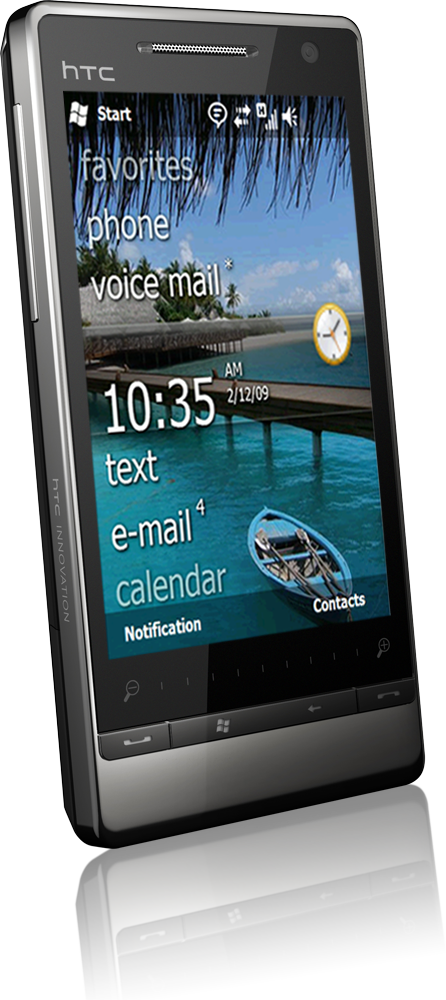 hTC
Start
H
favorites
phone
voice mail*
10:35 AM
2/12/09
text
e-mail 4
calendar
Notification
Contacts
hTC INNOVATION